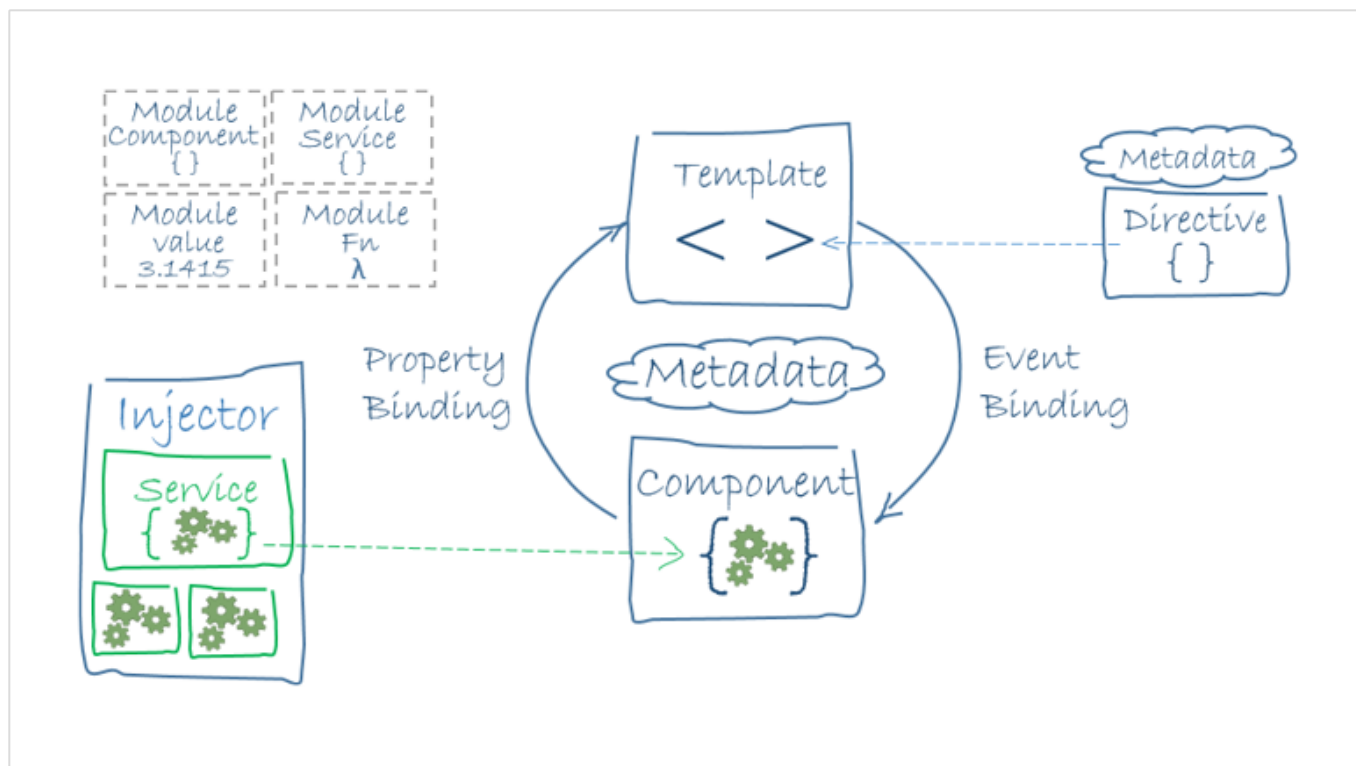 Module
Component
{ }
Module
Service
{ }
Module
value
3.1415
Module
Fn
λ
Template
< >
Metadata
Directive
{ }
Property
Binding
Metadata
Event
Binding
Injector
Service
{ }
Component
{ }